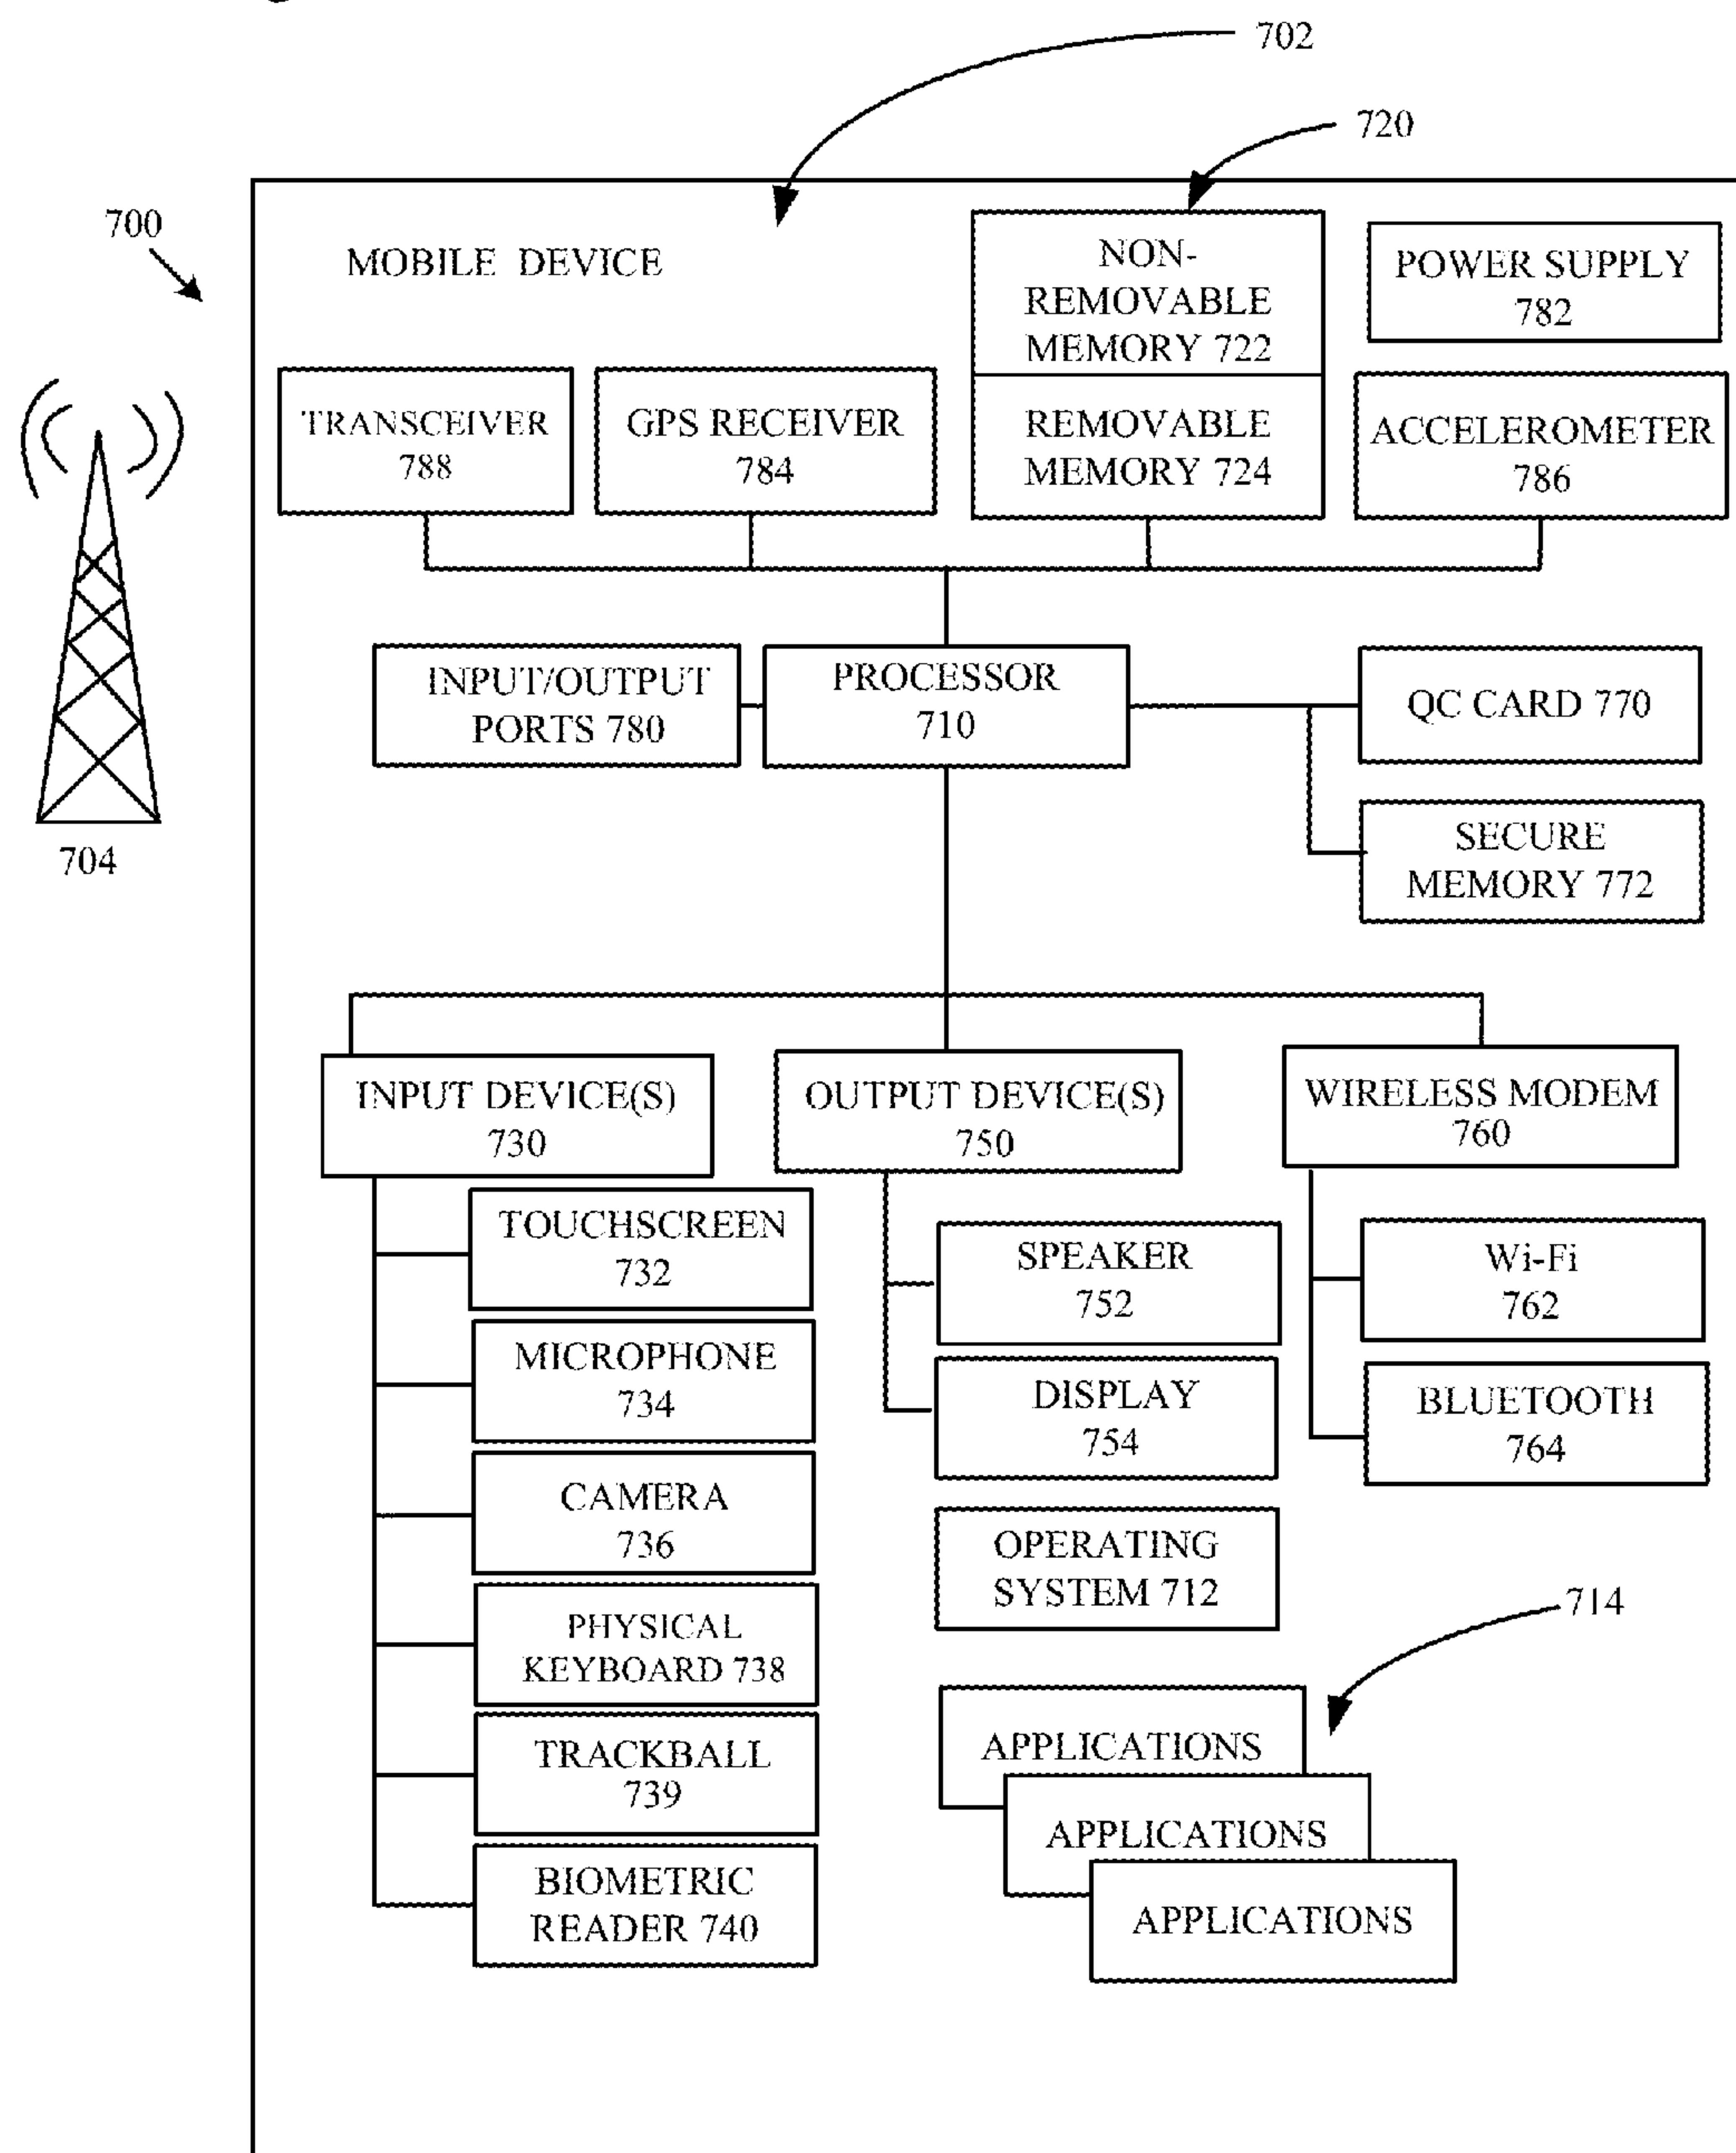 702
720
700
MOBILE DEVICE
NON-
REMOVABLE
MEMORY 722
POWER SUPPLY
782
TRANSCEIVER
788
GPS RECEIVER
784
REMOVABLE
MEMORY 724
ACCELEROMETER
786
INPUT/OUTPUT
PORTS 780
PROCESSOR
710
QC CARD 770
SECURE
MEMORY 772
704
INPUT DEVICE(S)
730
OUTPUT DEVICE(S)
750
WIRELESS MODEM
760
TOUCHSCREEN
732
MICROPHONE
734
CAMERA
736
PHYSICAL
KEYBOARD 738
TRACKBALL
739
BIOMETRIC
READER 740
SPEAKER
752
DISPLAY
754
Wi-Fi
762
BLUETOOTH
764
OPERATING
SYSTEM 712
714
APPLICATIONS
APPLICATIONS
APPLICATIONS